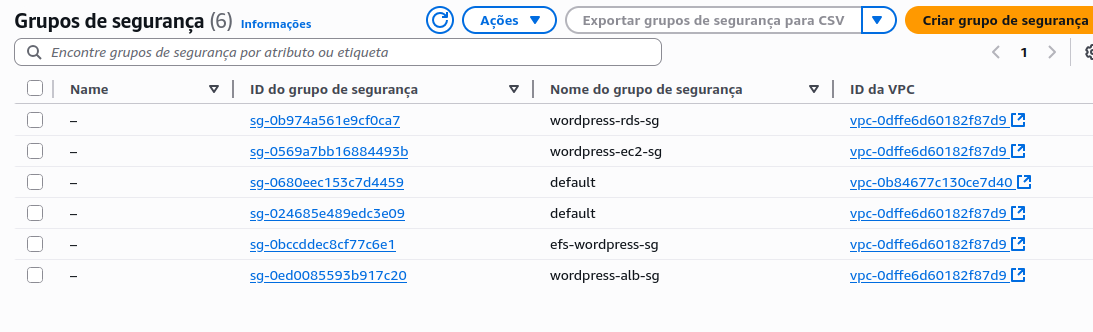 Grupos de segurança (6) Informações
Ações
Exportar grupos de segurança para CSV
Criar grupo de segurança
Encontre grupos de segurança por atributo ou etiqueta
1
Name ID do grupo de segurança Nome do grupo de segurança ID da VPC
– sg-0b974a561e9cf0ca7 wordpress-rds-sg vpc-0dffe6d60182f87d9
– sg-0569a7bb16884493b wordpress-ec2-sg vpc-0dffe6d60182f87d9
– sg-0680eec153c7d4459 default vpc-0b84677c130ce7d40
– sg-024685e489edc3e09 default vpc-0dffe6d60182f87d9
– sg-0bccddec8cf77c6e1 efs-wordpress-sg vpc-0dffe6d60182f87d9
– sg-0ed0085593b917c20 wordpress-alb-sg vpc-0dffe6d60182f87d9